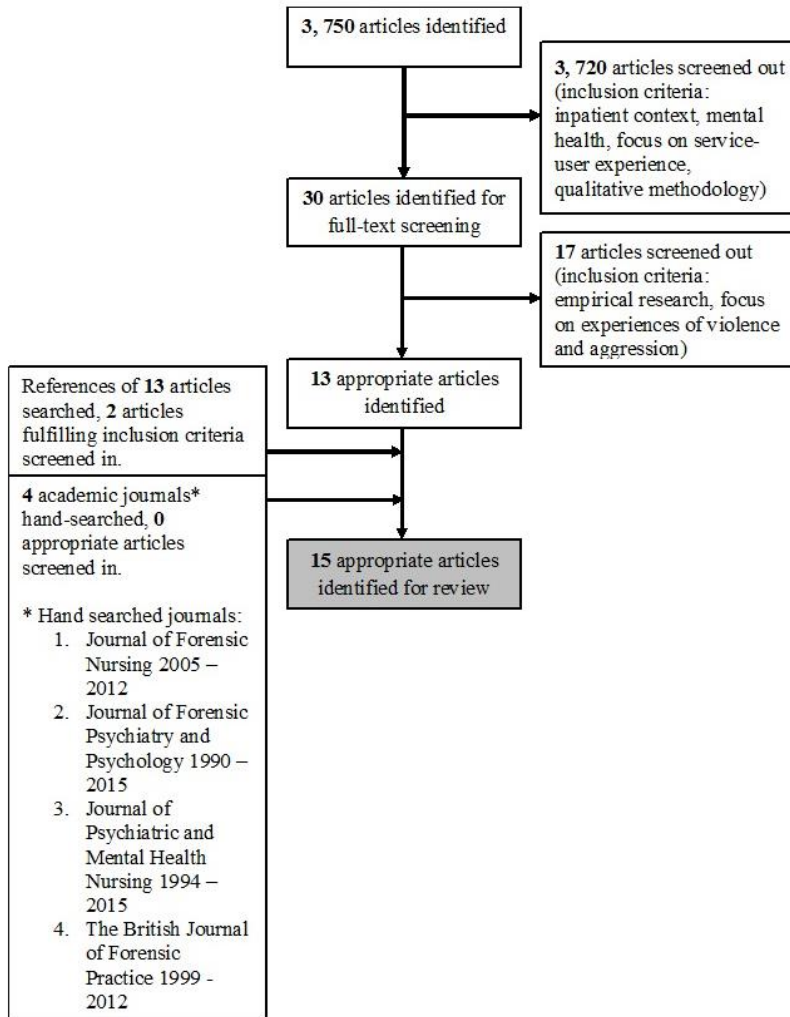 3, 750 articles identified
3, 720 articles screened out
(inclusion criteria:
inpatient context, mental
health, focus on service-
user experience,
qualitative methodology)
30 articles identified for
full-text screening
17 articles screened out
(inclusion criteria:
empirical research, focus
on experiences of violence
and aggression)
13 appropriate articles
identified
References of 13 articles
searched, 2 articles
fulfilling inclusion criteria
screened in.
4 academic journals*
hand-searched, 0
appropriate articles
screened in.
* Hand searched journals:
1. Journal of Forensic
Nursing 2005 –
2012
2. Journal of Forensic
Psychiatry and
Psychology 1990 –
2015
3. Journal of
Psychiatric and
Mental Health
Nursing 1994 –
2015
4. The British Journal
of Forensic
Practice 1999 -
2012
15 appropriate articles
identified for review